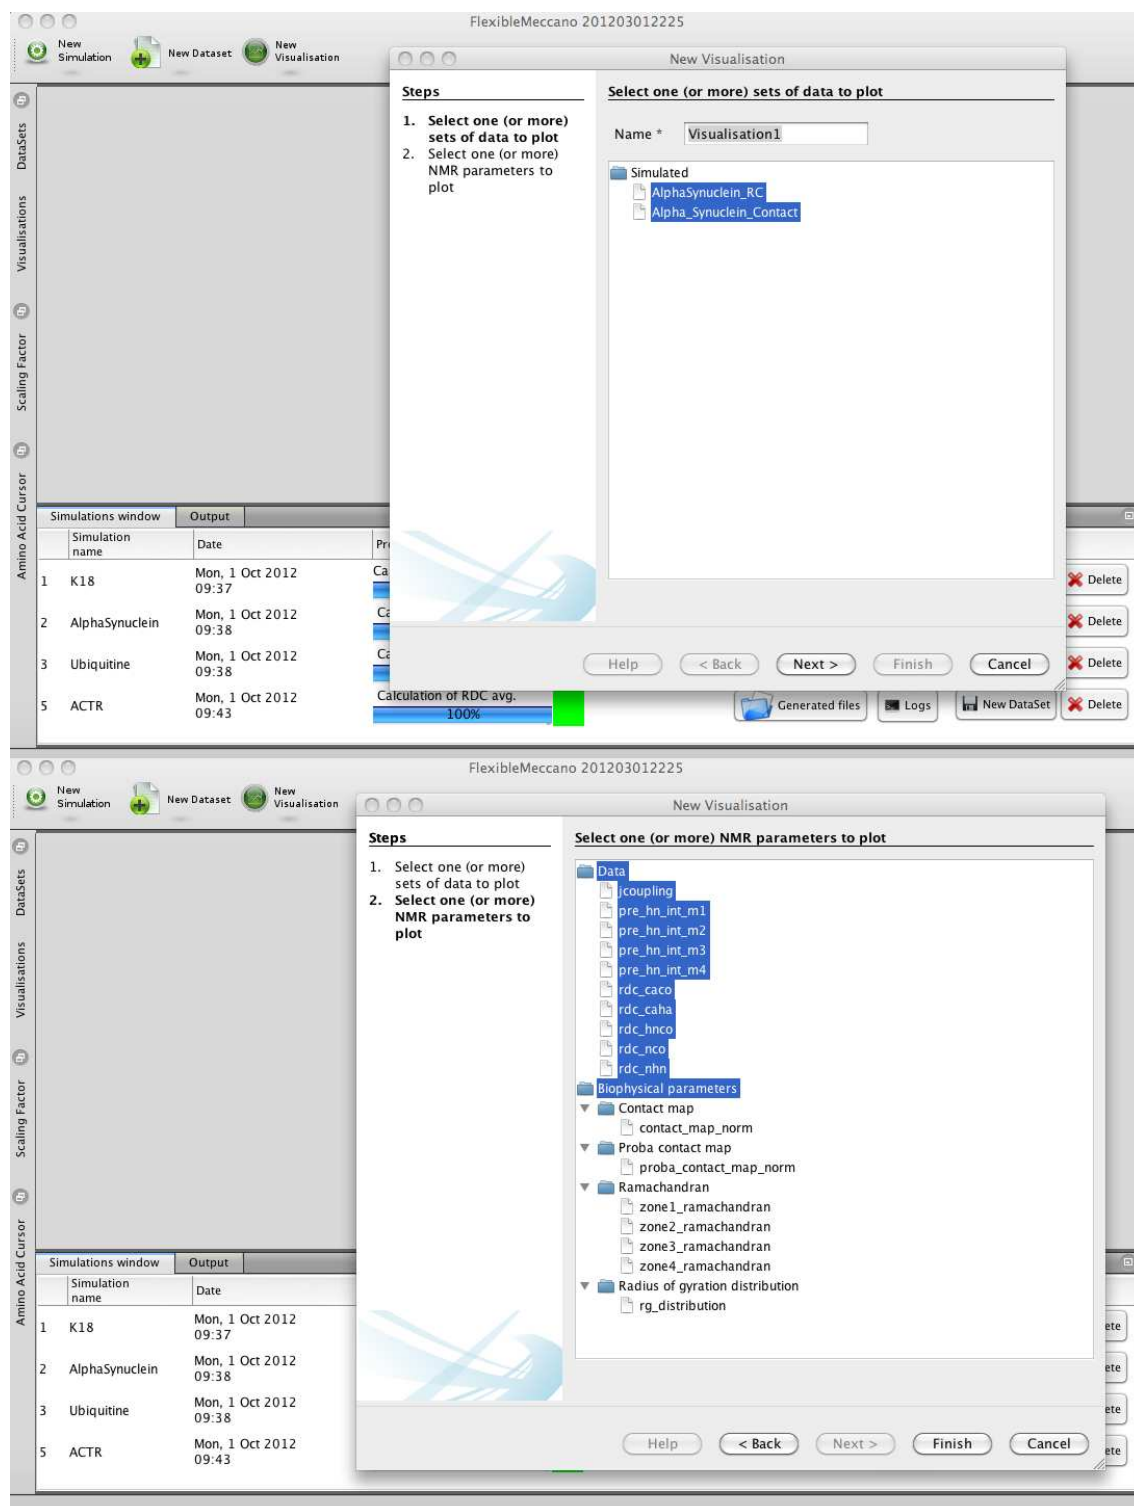 FlexibleMeccano 201203012225
New
Simulation
New Dataset
New
Visualisation
New Visualisation
Steps
1. Select one (or more)
sets of data to plot
2. Select one (or more)
NMR parameters to
plot
Select one (or more) sets of data to plot
Name *
Visualisation1
Simulated
AlphaSynuclein_RC
Alpha_Synuclein_Contact
DataSets
Visualisations
Scaling Factor
Amino Acid Cursor
Simulations window
Output
Simulation
name
Date
Pr
1 K18 Mon, 1 Oct 2012
09:37
Ca
Delete
2 AlphaSynuclein Mon, 1 Oct 2012
09:38
Ca
Delete
3 Ubiquitine Mon, 1 Oct 2012
09:38
Ca
Delete
5 ACTR Mon, 1 Oct 2012
09:43
Calculation of RDC avg.
100%
Generated files
Logs
New DataSet
Delete
Help
< Back
Next >
Finish
Cancel
FlexibleMeccano 201203012225
New
Simulation
New Dataset
New
Visualisation
New Visualisation
Steps
1. Select one (or more)
sets of data to plot
2. Select one (or more)
NMR parameters to
plot
Select one (or more) NMR parameters to plot
Data
jcoupling
pre_hn_int_m1
pre_hn_int_m2
pre_hn_int_m3
pre_hn_int_m4
rdc_caco
rdc_caha
rdc_hnco
rdc_nco
rdc_nhn
Biophysical parameters
Contact map
contact_map_norm
Proba contact map
proba_contact_map_norm
Ramachandran
zone1_ramachandran
zone2_ramachandran
zone3_ramachandran
zone4_ramachandran
Radius of gyration distribution
rg_distribution
DataSets
Visualisations
Scaling Factor
Amino Acid Cursor
Simulations window
Output
Simulation
name
Date
1 K18 Mon, 1 Oct 2012
09:37
ete
2 AlphaSynuclein Mon, 1 Oct 2012
09:38
ete
3 Ubiquitine Mon, 1 Oct 2012
09:38
ete
5 ACTR Mon, 1 Oct 2012
09:43
ete
Help
< Back
Next >
Finish
Cancel